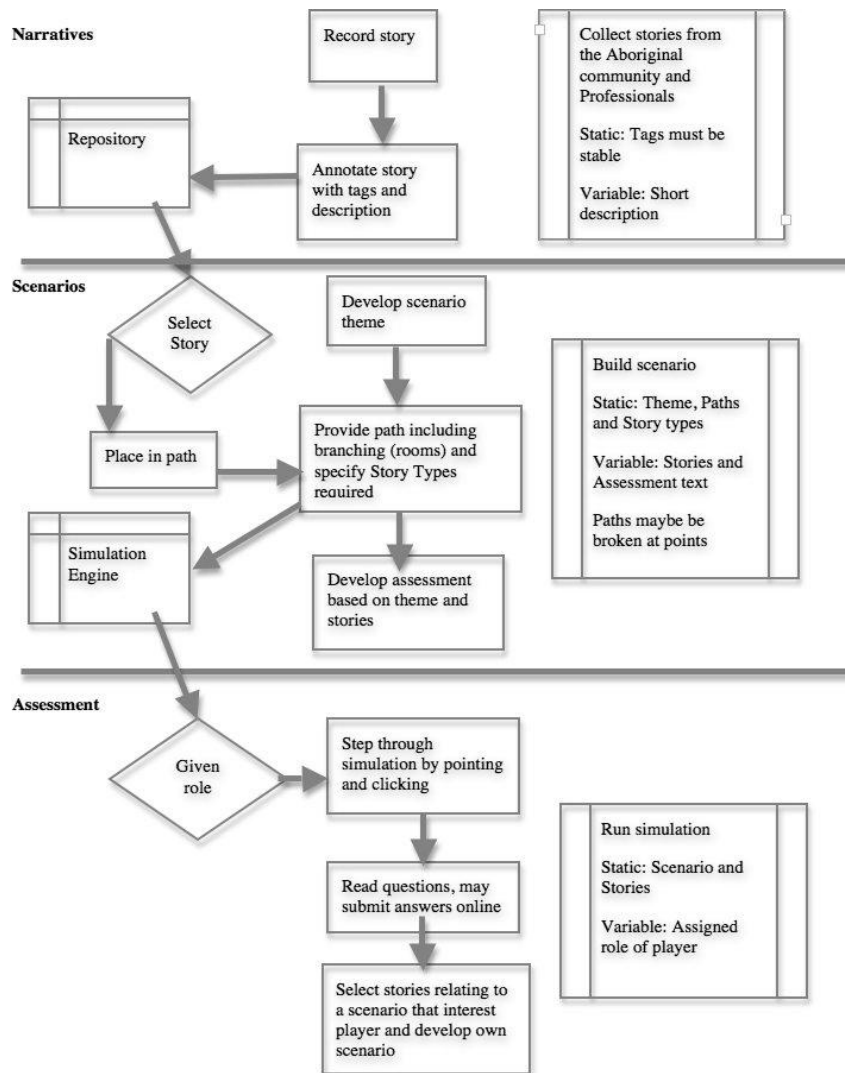 Narratives
Record story
Collect stories from
the Aboriginal
community and
Professionals
Static: Tags must be
stable
Variable: Short
description
Repository
Annotate story
with tags and
description
Scenarios
Select
Story
Develop scenario
theme
Build scenario
Static: Theme, Paths
and Story types
Variable: Stories and
Assessment text
Paths maybe be
broken at points
Place in path
Provide path including
branching (rooms) and
specify Story Types
required
Simulation
Engine
Develop assessment
based on theme and
stories
Assessment
Given
role
Step through
simulation by pointing
and clicking
Run simulation
Static: Scenario and
Stories
Variable: Assigned
role of player
Read questions, may
submit answers online
Select stories relating to
a scenario that interest
player and develop own
scenario